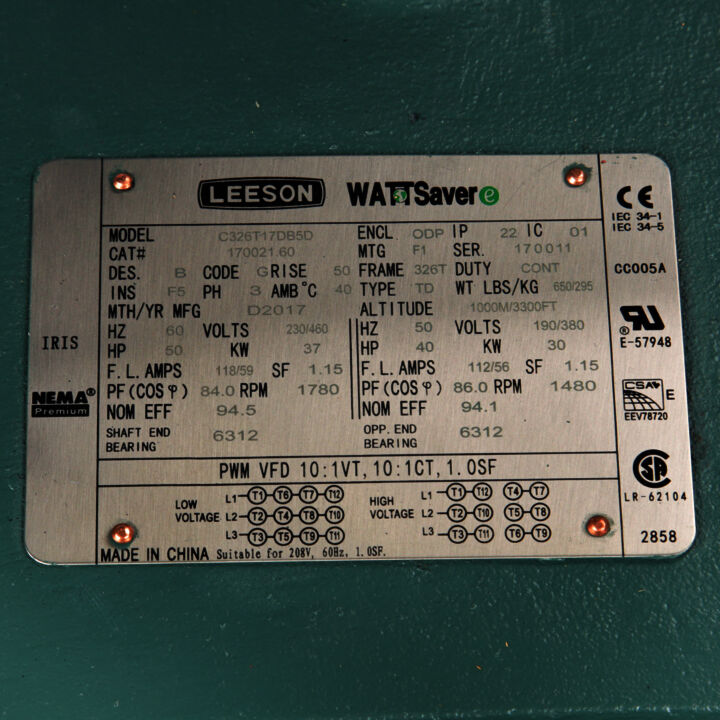 LEESON WATTSaver e
MODEL C326T17DB5D
CAT# 170021.60
DES. B CODE G RISE 50
INS F5 PH 3 AMB°C 40
MTH/YR MFG D2017
ENCL ODP IP 22 IC 01
MTG F1 SER. 170011
FRAME 326T DUTY CONT
TYPE TD WT LBS/KG 650/295
ALTITUDE 1000M/3300FT
HZ 60 VOLTS 230/460
HP 50 KW 37
F.L. AMPS 118/59 SF 1.15
PF(COSφ) 84.0 RPM 1780
NOM EFF 94.5
HZ 50 VOLTS 190/380
HP 40 KW 30
F.L. AMPS 112/56 SF 1.15
PF(COSφ) 86.0 RPM 1480
NOM EFF 94.1
SHAFT END
BEARING 6312
OPP. END
BEARING 6312
PWM VFD 10:1VT, 10:1CT, 1.0SF
LOW
VOLTAGE
L1 T1 T6 T7 T12
L2 T2 T4 T8 T10
L3 T3 T5 T9 T11
HIGH
VOLTAGE
L1 T1 T12 T4 T7
L2 T2 T10 T5 T8
L3 T3 T11 T6 T9
MADE IN CHINA Suitable for 208V, 60Hz, 1.0SF.
IRIS
NEMA®
Premium
CE
IEC 34-1
IEC 34-5
CC005A
® RU
E-57948
CSA E
EEV78720
SA
LR-62104
2858